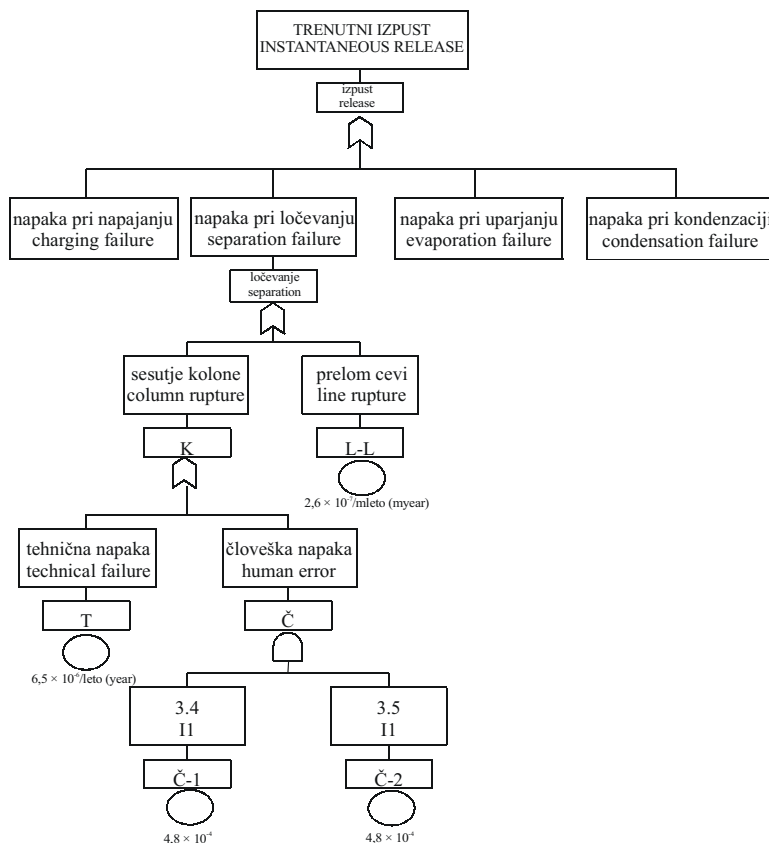 TRENUTNI IZPUST
INSTANTANEOUS RELEASE
izpust
release
napaka pri napajanju
charging failure
napaka pri ločevanju
separation failure
napaka pri uparjanju
evaporation failure
napaka pri kondenzaciji
condensation failure
ločevanje
separation
sesutje kolone
column rupture
prelom cevi
line rupture
K
L-L
2,6 × 10⁻⁷/mleto (myear)
tehnična napaka
technical failure
človeška napaka
human error
T
Č
6,5 × 10⁻⁶/leto (year)
3.4
I1
3.5
I1
Č-1
Č-2
4,8 × 10⁻⁴
4,8 × 10⁻⁴